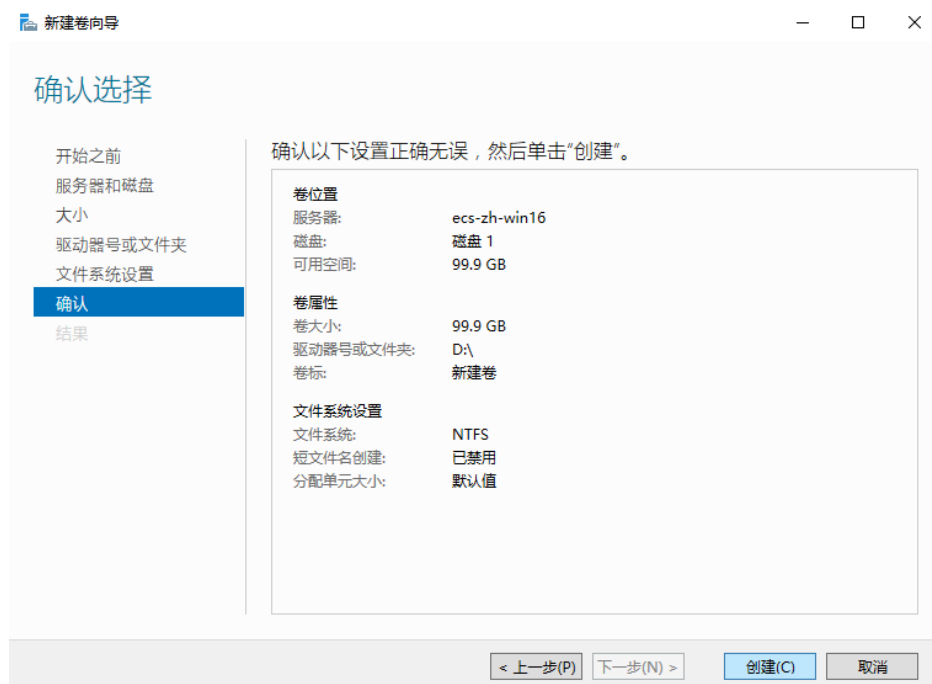 新建卷向导
确认选择
开始之前
服务器和磁盘
大小
驱动器号或文件夹
文件系统设置
确认
结果
确认以下设置正确无误，然后单击“创建”。
卷位置
服务器: ecs-zh-win16
磁盘: 磁盘 1
可用空间: 99.9 GB
卷属性
卷大小: 99.9 GB
驱动器号或文件夹: D:\
卷标: 新建卷
文件系统设置
文件系统: NTFS
短文件名创建: 已禁用
分配单元大小: 默认值
< 上一步(P) 下一步(N) > 创建(C) 取消